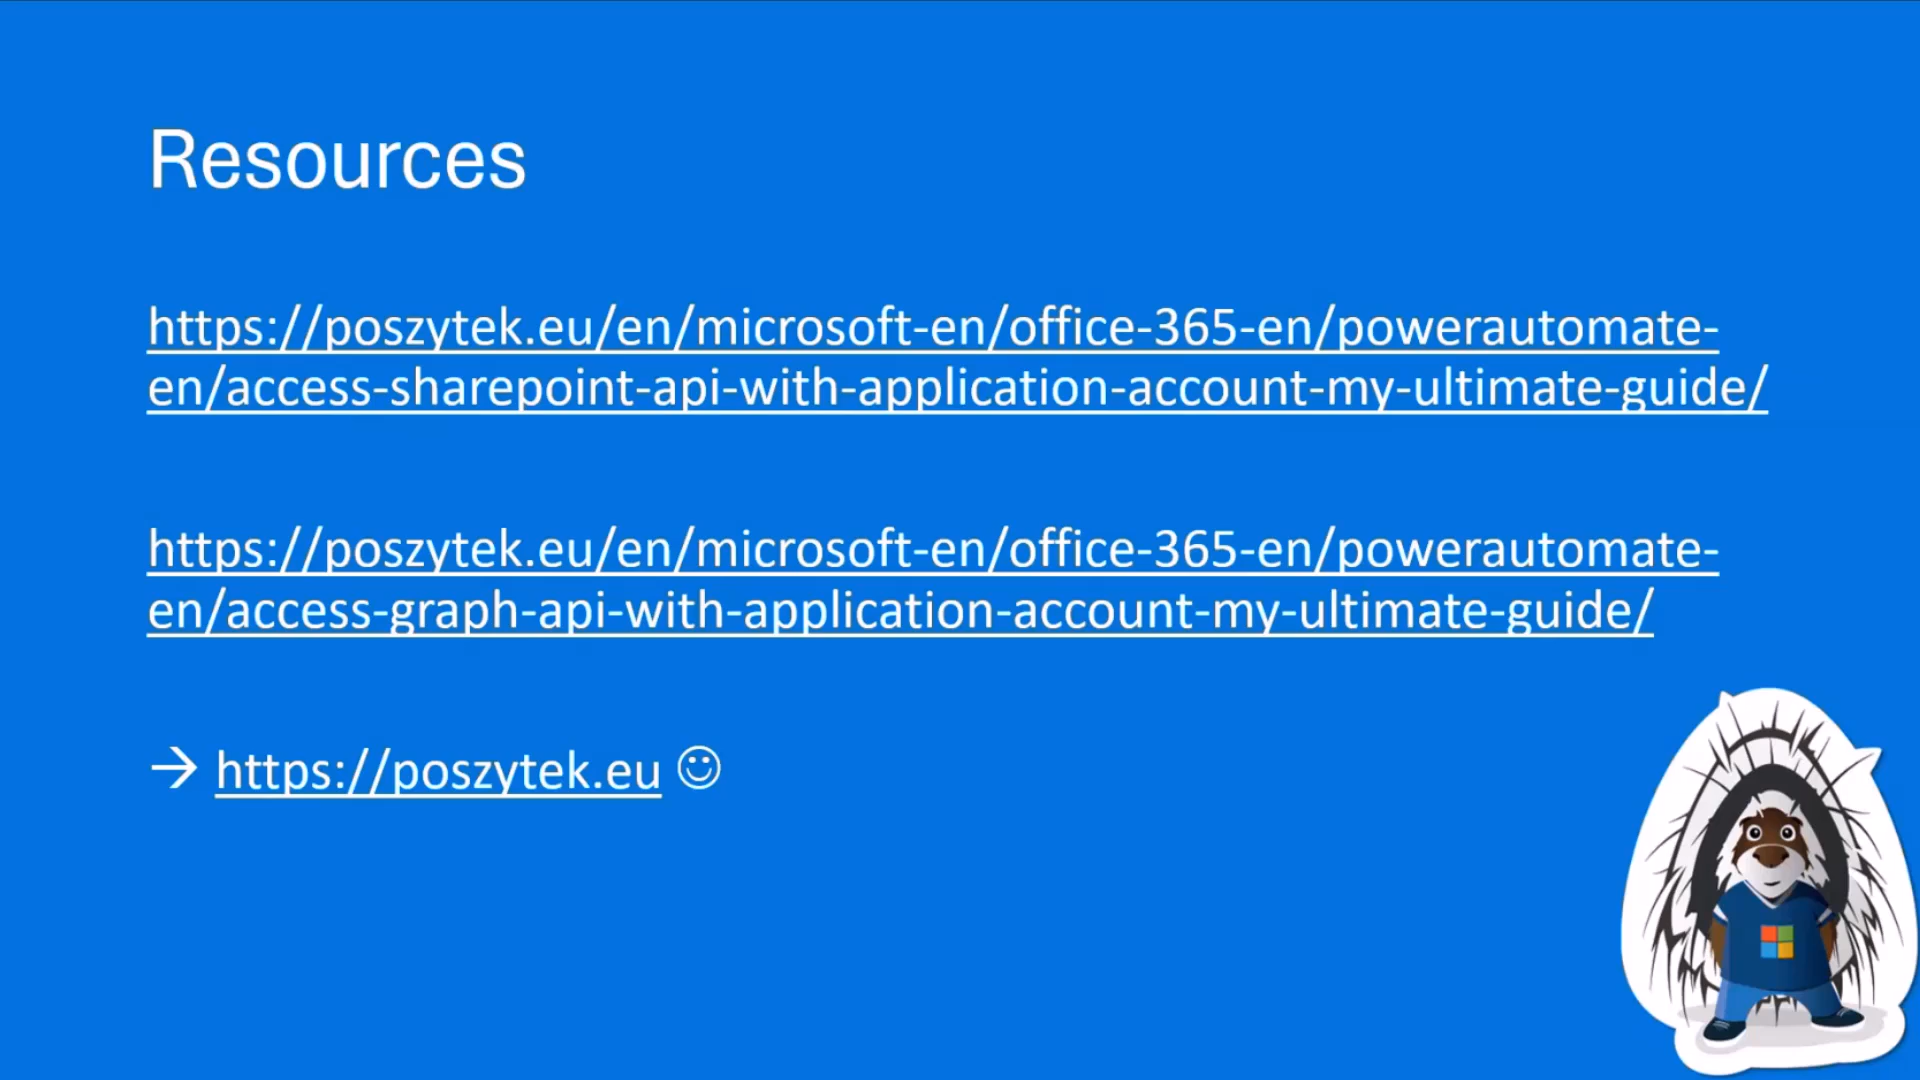 Resources
https://poszytek.eu/en/microsoft-en/office-365-en/powerautomate-
en/access-sharepoint-api-with-application-account-my-ultimate-guide/
https://poszytek.eu/en/microsoft-en/office-365-en/powerautomate-
en/access-graph-api-with-application-account-my-ultimate-guide/
→ https://poszytek.eu ☺